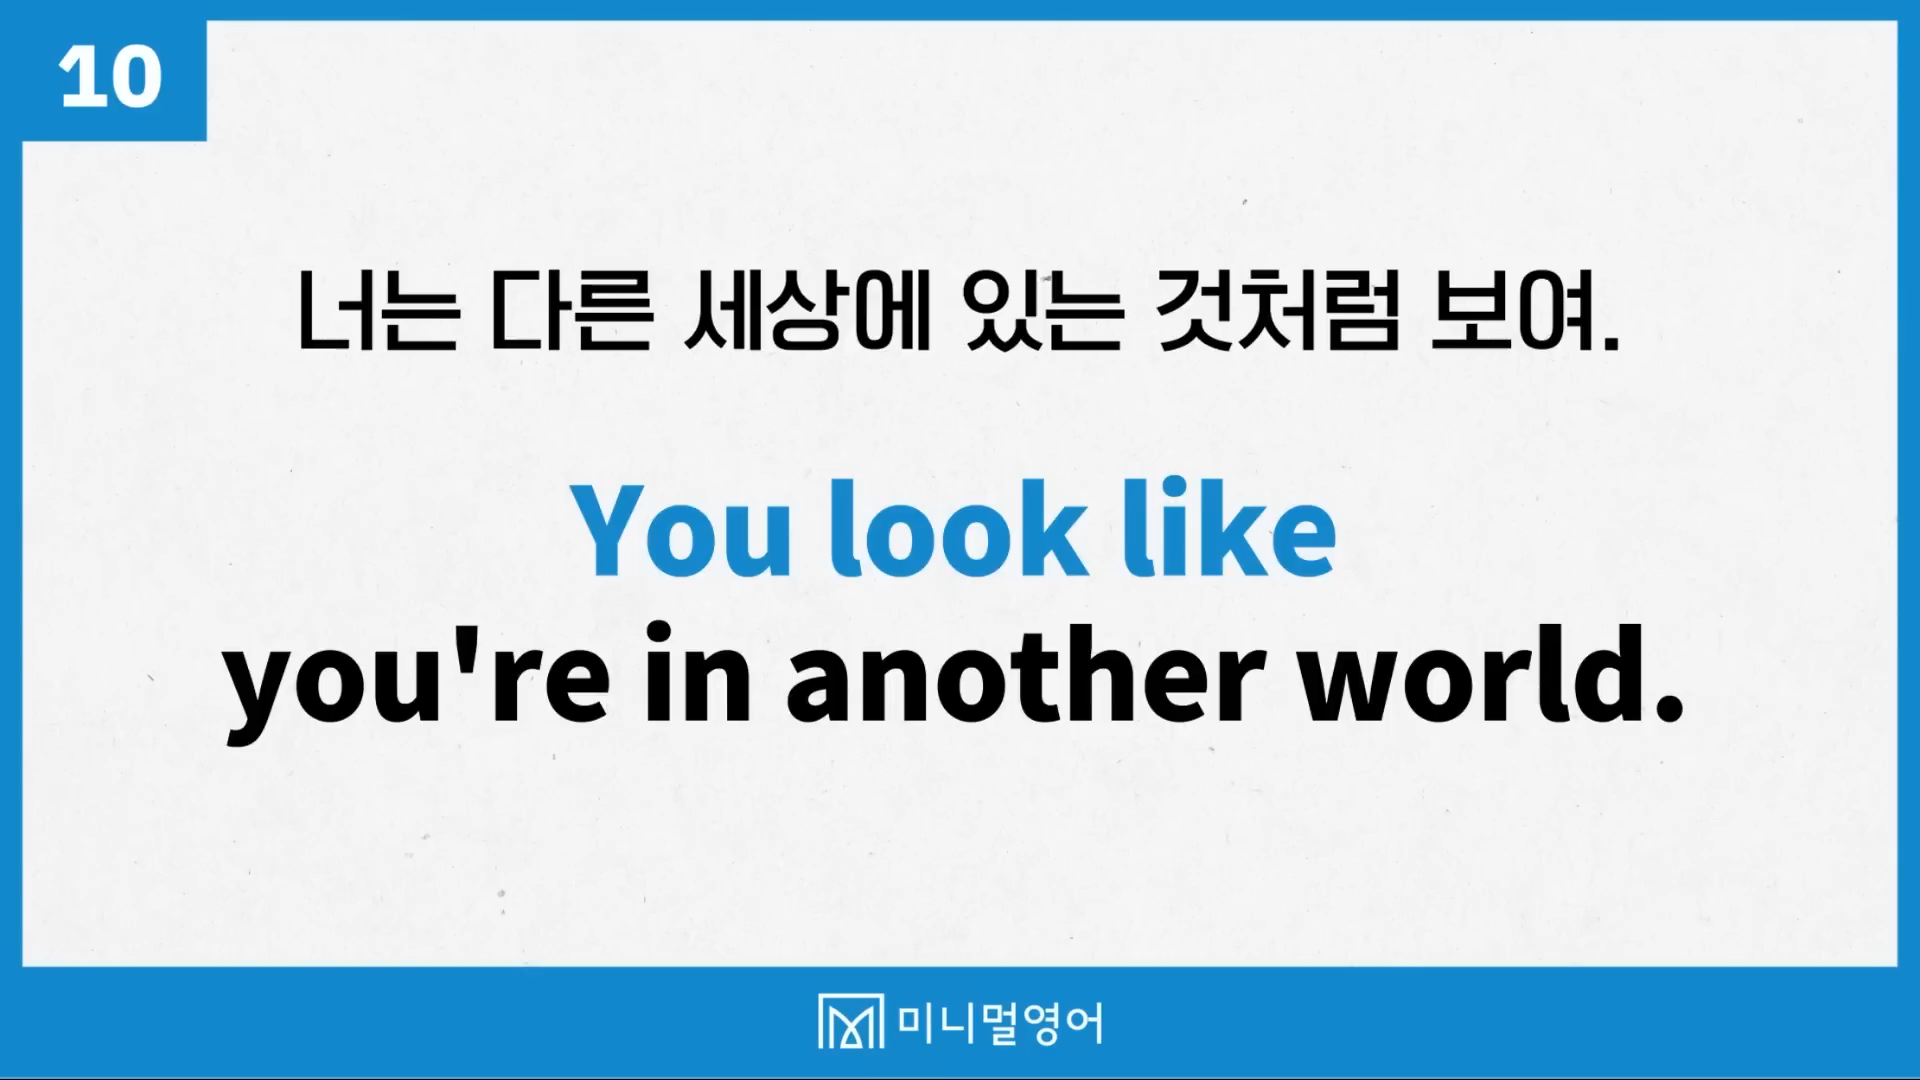 10
너는 다른 세상에 있는 것처럼 보여.
You look like
you're in another world.
미니멀영어